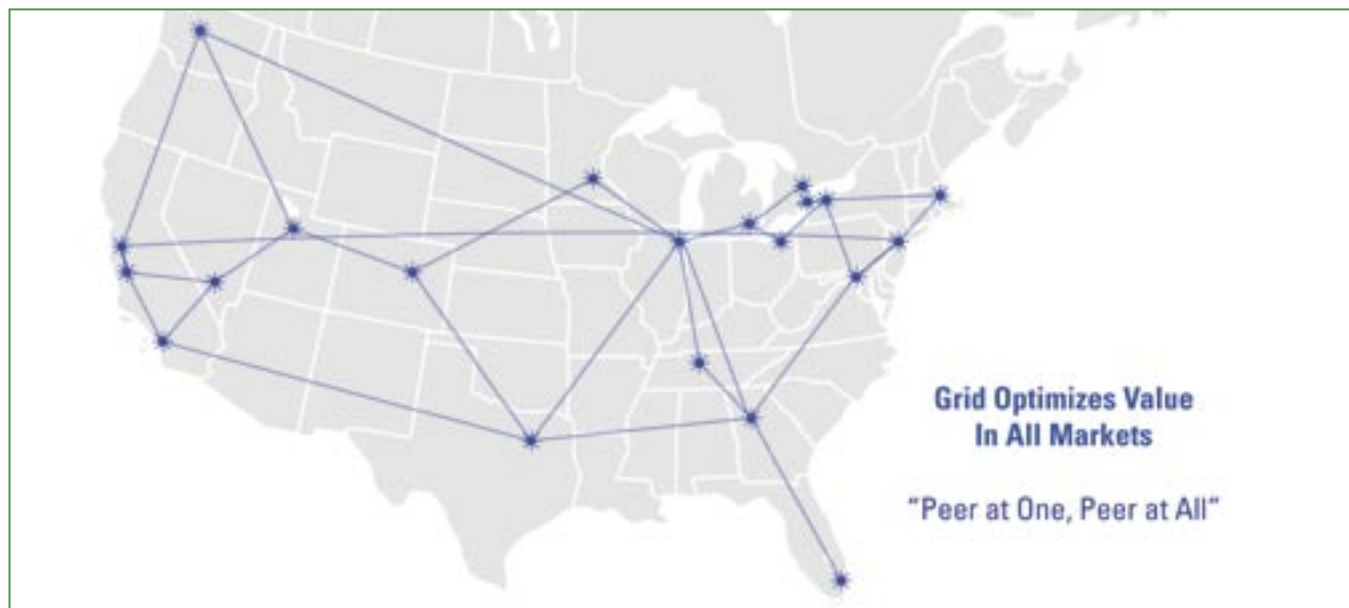 Grid Optimizes Value
In All Markets
“Peer at One, Peer at All”